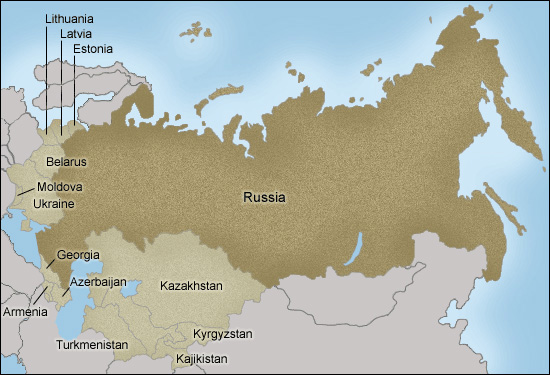 Lithuania
Latvia
Estonia
Belarus
Moldova
Ukraine
Russia
Georgia
Azerbaijan
Kazakhstan
Armenia
Kyrgyzstan
Turkmenistan
Kajikistan